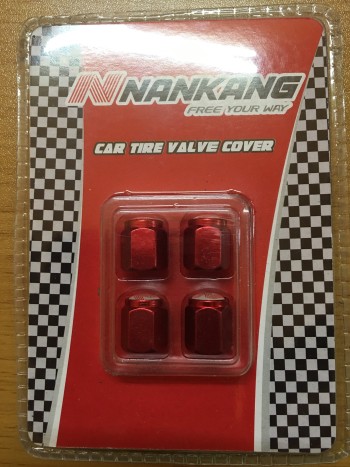 NANKANG
FREE YOUR WAY
CAR TIRE VALVE COVER